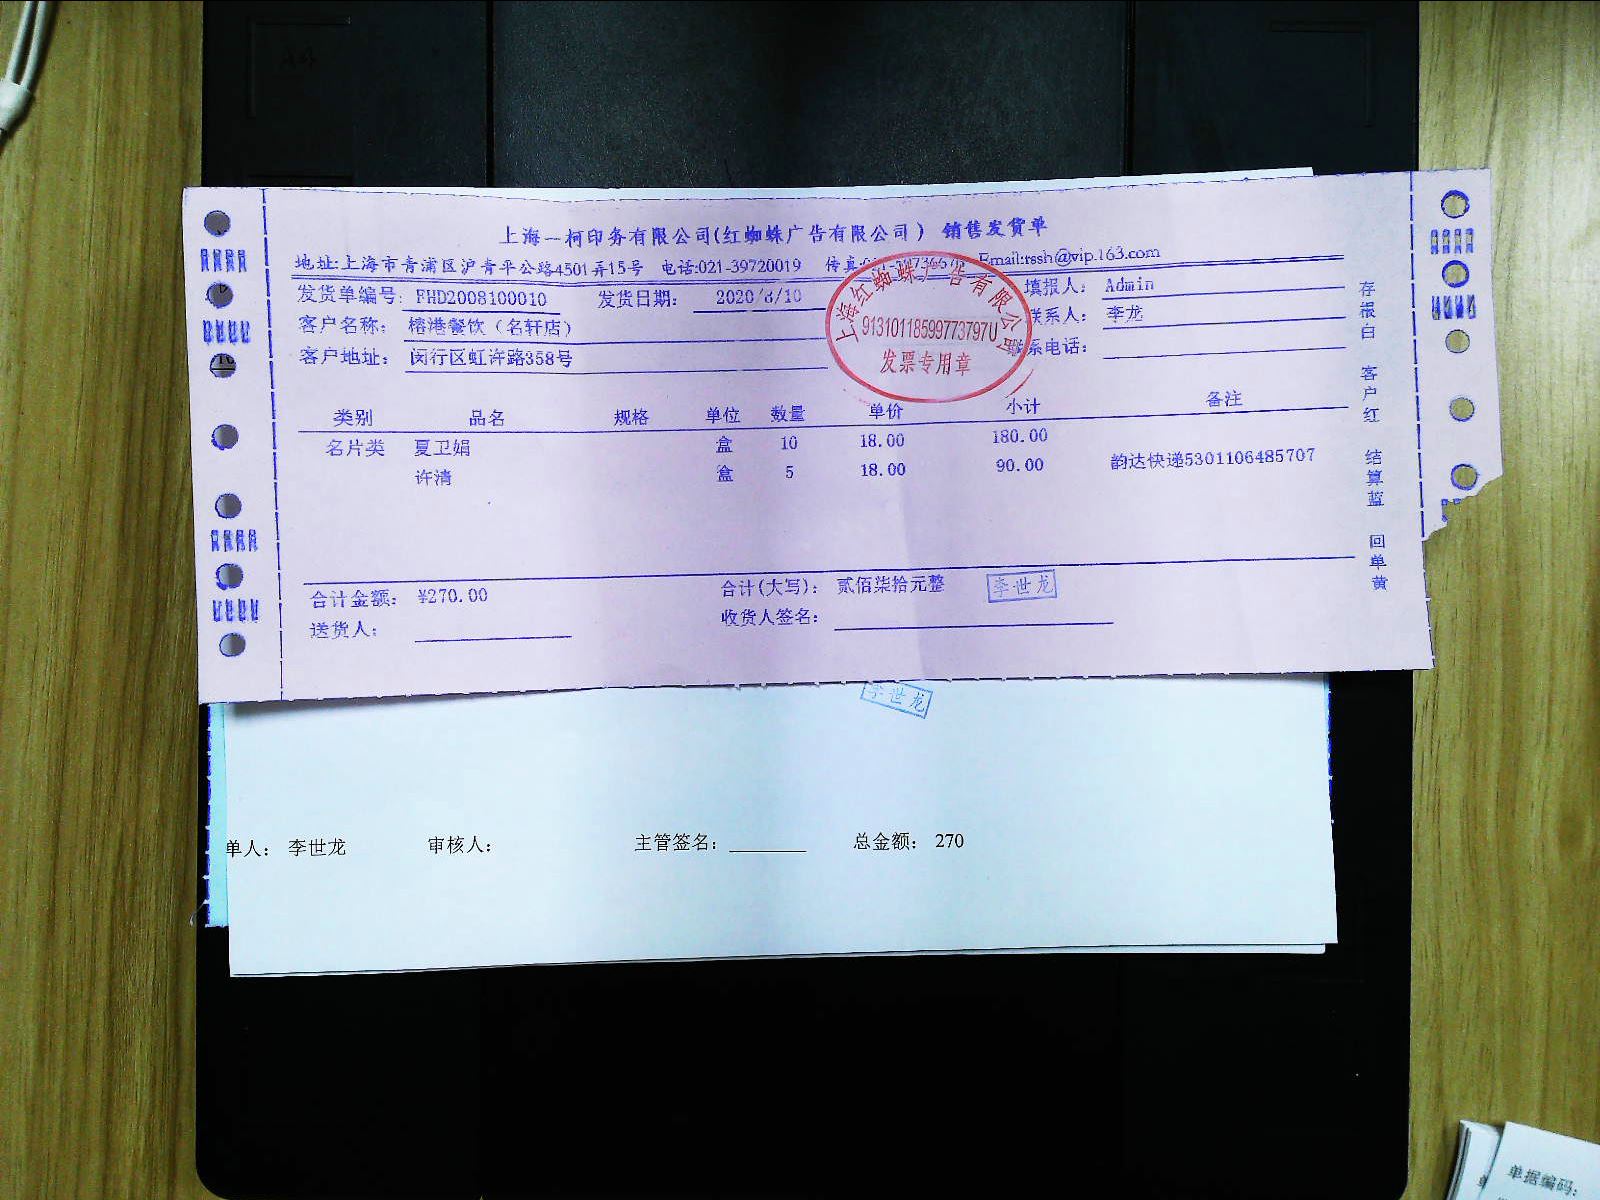 上海一柯印务有限公司(红蜘蛛广告有限公司) 销售发货单
地址:上海市青浦区沪青平公路4501弄15号 电话:021-39720019 传真: Email:rssh@vip.163.com
发货单编号: FHD2008100010 发货日期: 2020/8/10 填报人: Admin
客户名称: 榕港餐饮(名轩店) 联系人: 李龙
客户地址: 闵行区虹许路358号 联系电话:
上海红蜘蛛广告有限公司
91310118599773797U
发票专用章
类别 品名 规格 单位 数量 单价 小计 备注
名片类 夏卫娟 盒 10 18.00 180.00
许清 盒 5 18.00 90.00 韵达快递5301106485707
合计金额: ¥270.00 合计(大写): 贰佰柒拾元整 李世龙
送货人: 收货人签名:
存根白 客户红 结算蓝 回单黄
李世龙
单人: 李世龙 审核人: 主管签名: 总金额: 270
单据编码: